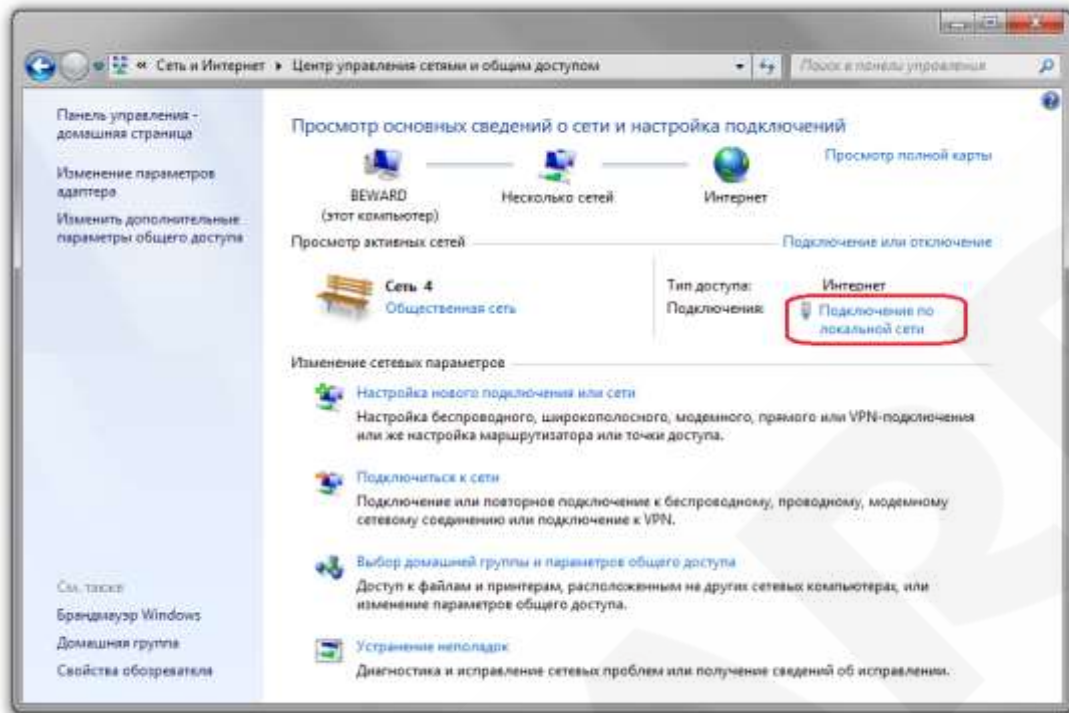 « Сеть и Интернет ▸ Центр управления сетями и общим доступом
Поиск в панели управления
Панель управления -
домашняя страница
Изменение параметров
адаптера
Изменить дополнительные
параметры общего доступа
Просмотр основных сведений о сети и настройка подключений
Просмотр полной карты
BEWARD
(этот компьютер)
Несколько сетей
Интернет
Просмотр активных сетей
Подключение или отключение
Сеть 4
Общественная сеть
Тип доступа: Интернет
Подключения: Подключение по
локальной сети
Изменение сетевых параметров
Настройка нового подключения или сети
Настройка беспроводного, широкополосного, модемного, прямого или VPN-подключения
или же настройка маршрутизатора или точки доступа.
Подключиться к сети
Подключение или повторное подключение к беспроводному, проводному, модемному
сетевому соединению или подключение к VPN.
Выбор домашней группы и параметров общего доступа
Доступ к файлам и принтерам, расположенным на других сетевых компьютерах, или
изменение параметров общего доступа.
Устранение неполадок
Диагностика и исправление сетевых проблем или получение сведений об исправлении.
См. также
Брандмауэр Windows
Домашняя группа
Свойства обозревателя